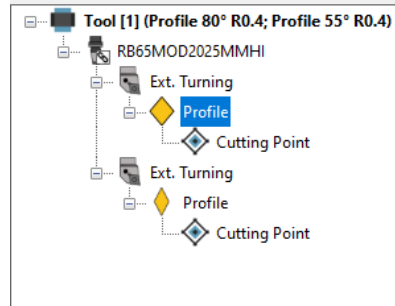 Tool [1] (Profile 80° R0.4; Profile 55° R0.4)
RB65MOD2025MMHI
Ext. Turning
Profile
Cutting Point
Ext. Turning
Profile
Cutting Point